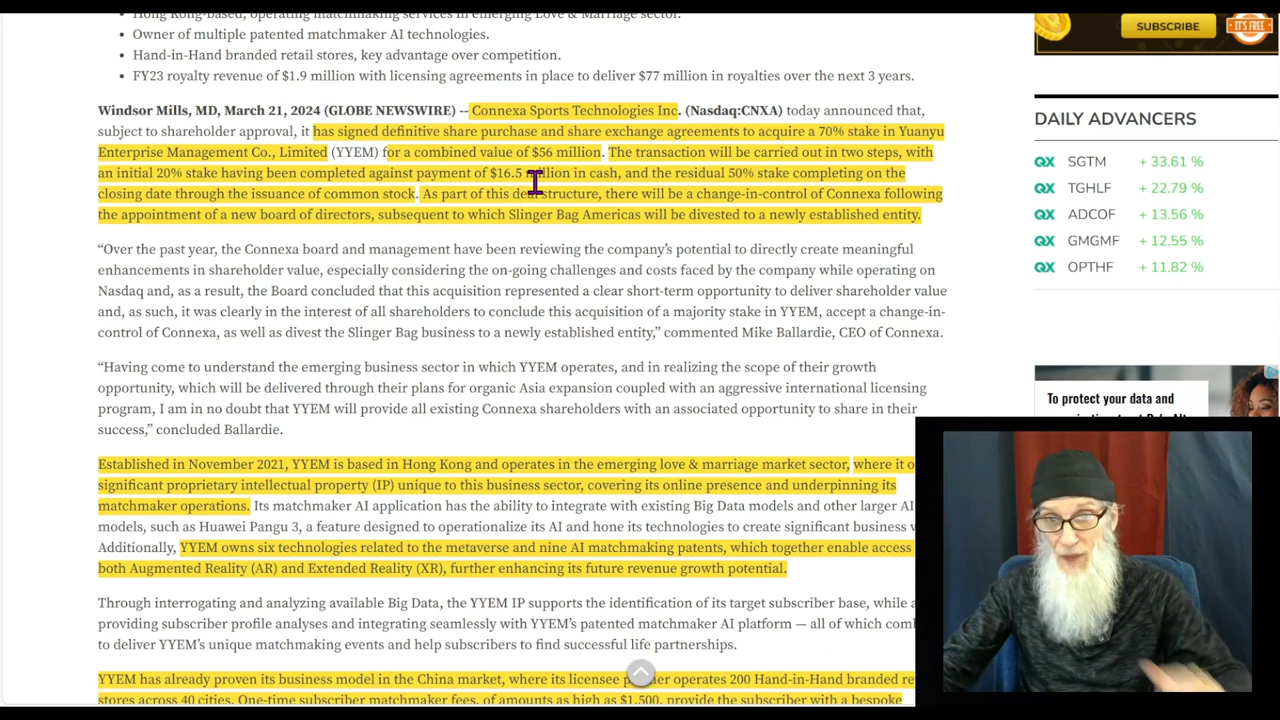 Hong Kong-based, operating matchmaking services in emerging Love & Marriage sector.
Owner of multiple patented matchmaker AI technologies.
Hand-in-Hand branded retail stores, key advantage over competition.
FY23 royalty revenue of $1.9 million with licensing agreements in place to deliver $77 million in royalties over the next 3 years.
Windsor Mills, MD, March 21, 2024 (GLOBE NEWSWIRE) -- Connexa Sports Technologies Inc. (Nasdaq:CNXA) today announced that,
subject to shareholder approval, it has signed definitive share purchase and share exchange agreements to acquire a 70% stake in Yuanyu
Enterprise Management Co., Limited (YYEM) for a combined value of $56 million. The transaction will be carried out in two steps, with
an initial 20% stake having been completed against payment of $16.5 million in cash, and the residual 50% stake completing on the
closing date through the issuance of common stock. As part of this deal structure, there will be a change-in-control of Connexa following
the appointment of a new board of directors, subsequent to which Slinger Bag Americas will be divested to a newly established entity.
“Over the past year, the Connexa board and management have been reviewing the company’s potential to directly create meaningful
enhancements in shareholder value, especially considering the on-going challenges and costs faced by the company while operating on
Nasdaq and, as a result, the Board concluded that this acquisition represented a clear short-term opportunity to deliver shareholder value
and, as such, it was clearly in the interest of all shareholders to conclude this acquisition of a majority stake in YYEM, accept a change-in-
control of Connexa, as well as divest the Slinger Bag business to a newly established entity,” commented Mike Ballardie, CEO of Connexa.
“Having come to understand the emerging business sector in which YYEM operates, and in realizing the scope of their growth
opportunity, which will be delivered through their plans for organic Asia expansion coupled with an aggressive international licensing
program, I am in no doubt that YYEM will provide all existing Connexa shareholders with an associated opportunity to share in their
success,” concluded Ballardie.
Established in November 2021, YYEM is based in Hong Kong and operates in the emerging love & marriage market sector, where it o
significant proprietary intellectual property (IP) unique to this business sector, covering its online presence and underpinning its
matchmaker operations. Its matchmaker AI application has the ability to integrate with existing Big Data models and other larger AI
models, such as Huawei Pangu 3, a feature designed to operationalize its AI and hone its technologies to create significant business v
Additionally, YYEM owns six technologies related to the metaverse and nine AI matchmaking patents, which together enable access
both Augmented Reality (AR) and Extended Reality (XR), further enhancing its future revenue growth potential.
Through interrogating and analyzing available Big Data, the YYEM IP supports the identification of its target subscriber base, while a
providing subscriber profile analyses and integrating seamlessly with YYEM’s patented matchmaker AI platform — all of which com
to deliver YYEM’s unique matchmaking events and help subscribers to find successful life partnerships.
YYEM has already proven its business model in the China market, where its licensee partner operates 200 Hand-in-Hand branded re
stores across 40 cities. One-time subscriber matchmaker fees, of amounts as high as $1,500, provide the subscriber with a bespoke
SUBSCRIBE
IT'S FREE
DAILY ADVANCERS
QX SGTM + 33.61 %
QX TGHLF + 22.79 %
QX ADCOF + 13.56 %
QX GMGMF + 12.55 %
QX OPTHF + 11.82 %
To protect your data and